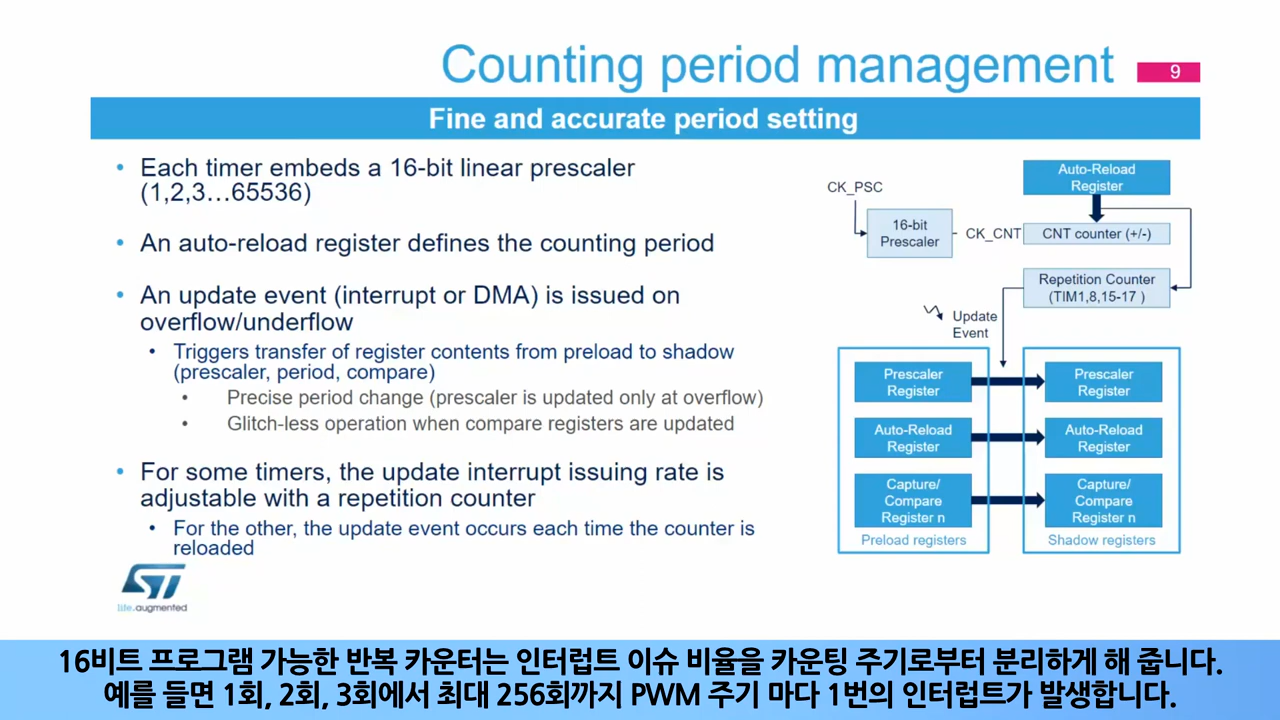 Counting period management
9
Fine and accurate period setting
• Each timer embeds a 16-bit linear prescaler
(1,2,3…65536)
• An auto-reload register defines the counting period
• An update event (interrupt or DMA) is issued on
overflow/underflow
• Triggers transfer of register contents from preload to shadow
(prescaler, period, compare)
• Precise period change (prescaler is updated only at overflow)
• Glitch-less operation when compare registers are updated
• For some timers, the update interrupt issuing rate is
adjustable with a repetition counter
• For the other, the update event occurs each time the counter is
reloaded
Auto-Reload
Register
CK_PSC
16-bit
Prescaler
CK_CNT
CNT counter (+/-)
Repetition Counter
(TIM1,8,15-17 )
Update
Event
Prescaler
Register
Prescaler
Register
Auto-Reload
Register
Auto-Reload
Register
Capture/
Compare
Register n
Capture/
Compare
Register n
Preload registers
Shadow registers
ST
life.augmented
16비트 프로그램 가능한 반복 카운터는 인터럽트 이슈 비율을 카운팅 주기로부터 분리하게 해 줍니다.
예를 들면 1회, 2회, 3회에서 최대 256회까지 PWM 주기 마다 1번의 인터럽트가 발생합니다.